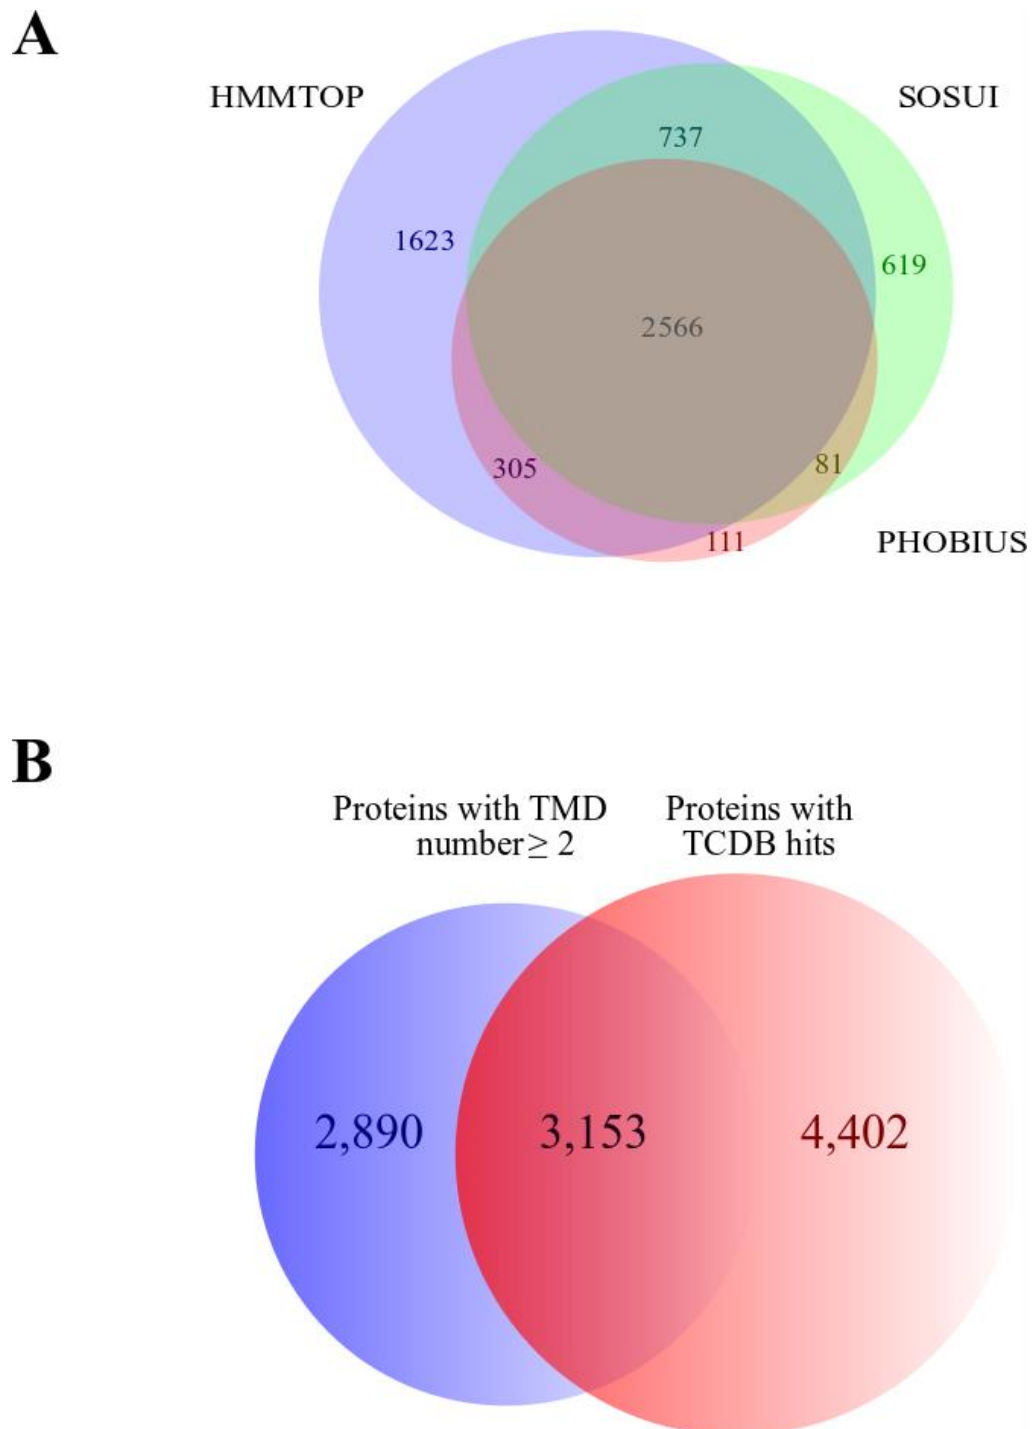 A
HMMTOP
SOSUI
737
1623
619
2566
305
81
111
PHOBIUS
B
Proteins with TMD
number ≥ 2
Proteins with
TCDB hits
2,890
3,153
4,402